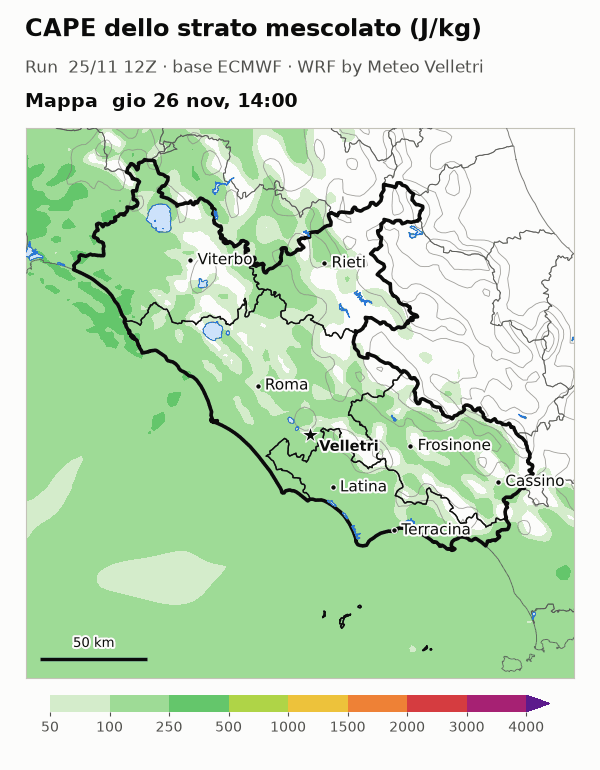 CAPE dello strato mescolato (J/kg)
Run 25/11 12Z · base ECMWF · WRF by Meteo Velletri
Mappa gio 26 nov, 14:00
Viterbo
Rieti
Roma
Velletri
Frosinone
Cassino
Latina
Terracina
50 km
50 100 250 500 1000 1500 2000 3000 4000